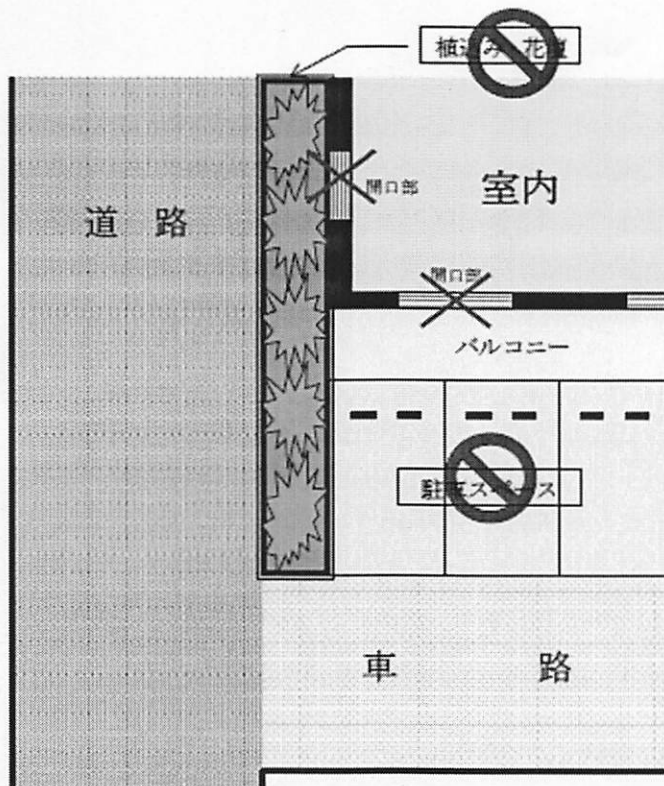 植込み・花壇
開口部
室内
道 路
開口部
バルコニー
駐車スペース
車 路